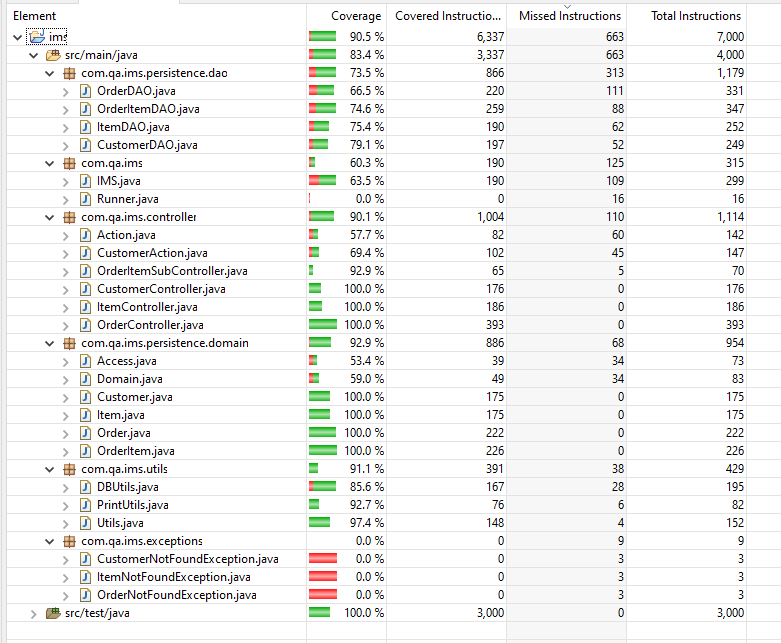 Element Coverage Covered Instructio... Missed Instructions Total Instructions
ims 90.5 % 6,337 663 7,000
src/main/java 83.4 % 3,337 663 4,000
com.qa.ims.persistence.dao 73.5 % 866 313 1,179
OrderDAO.java 66.5 % 220 111 331
OrderItemDAO.java 74.6 % 259 88 347
ItemDAO.java 75.4 % 190 62 252
CustomerDAO.java 79.1 % 197 52 249
com.qa.ims 60.3 % 190 125 315
IMS.java 63.5 % 190 109 299
Runner.java 0.0 % 0 16 16
com.qa.ims.controller 90.1 % 1,004 110 1,114
Action.java 57.7 % 82 60 142
CustomerAction.java 69.4 % 102 45 147
OrderItemSubController.java 92.9 % 65 5 70
CustomerController.java 100.0 % 176 0 176
ItemController.java 100.0 % 186 0 186
OrderController.java 100.0 % 393 0 393
com.qa.ims.persistence.domain 92.9 % 886 68 954
Access.java 53.4 % 39 34 73
Domain.java 59.0 % 49 34 83
Customer.java 100.0 % 175 0 175
Item.java 100.0 % 175 0 175
Order.java 100.0 % 222 0 222
OrderItem.java 100.0 % 226 0 226
com.qa.ims.utils 91.1 % 391 38 429
DBUtils.java 85.6 % 167 28 195
PrintUtils.java 92.7 % 76 6 82
Utils.java 97.4 % 148 4 152
com.qa.ims.exceptions 0.0 % 0 9 9
CustomerNotFoundException.java 0.0 % 0 3 3
ItemNotFoundException.java 0.0 % 0 3 3
OrderNotFoundException.java 0.0 % 0 3 3
src/test/java 100.0 % 3,000 0 3,000